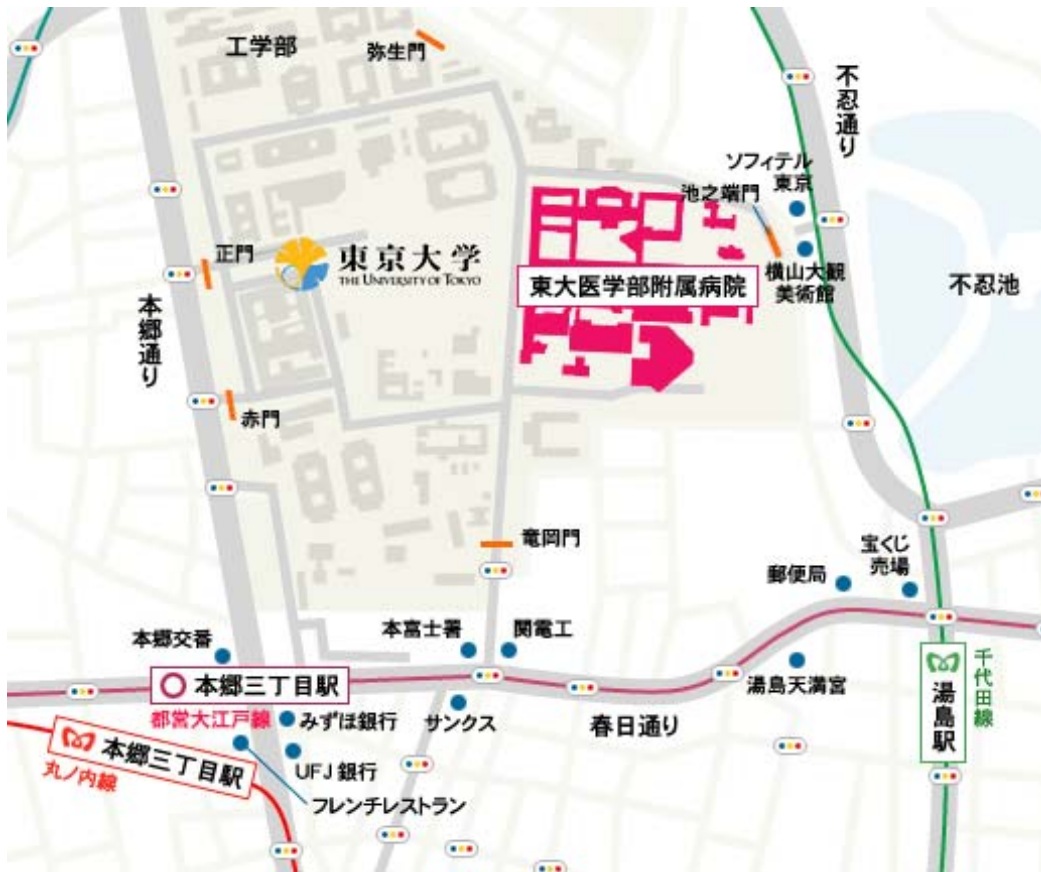 工学部
弥生門
不忍通り
ソフィテル
東京
池之端門
正門
東京大学
THE UNIVERSITY OF TOKYO
東大医学部附属病院
横山大観
美術館
不忍池
本郷通り
赤門
竜岡門
宝くじ
売場
郵便局
本郷交番
本富士署
関電工
本郷三丁目駅
都営大江戸線
みずほ銀行
サンクス
春日通り
湯島天満宮
湯島駅
千代田線
本郷三丁目駅
丸ノ内線
UFJ銀行
フレンチレストラン